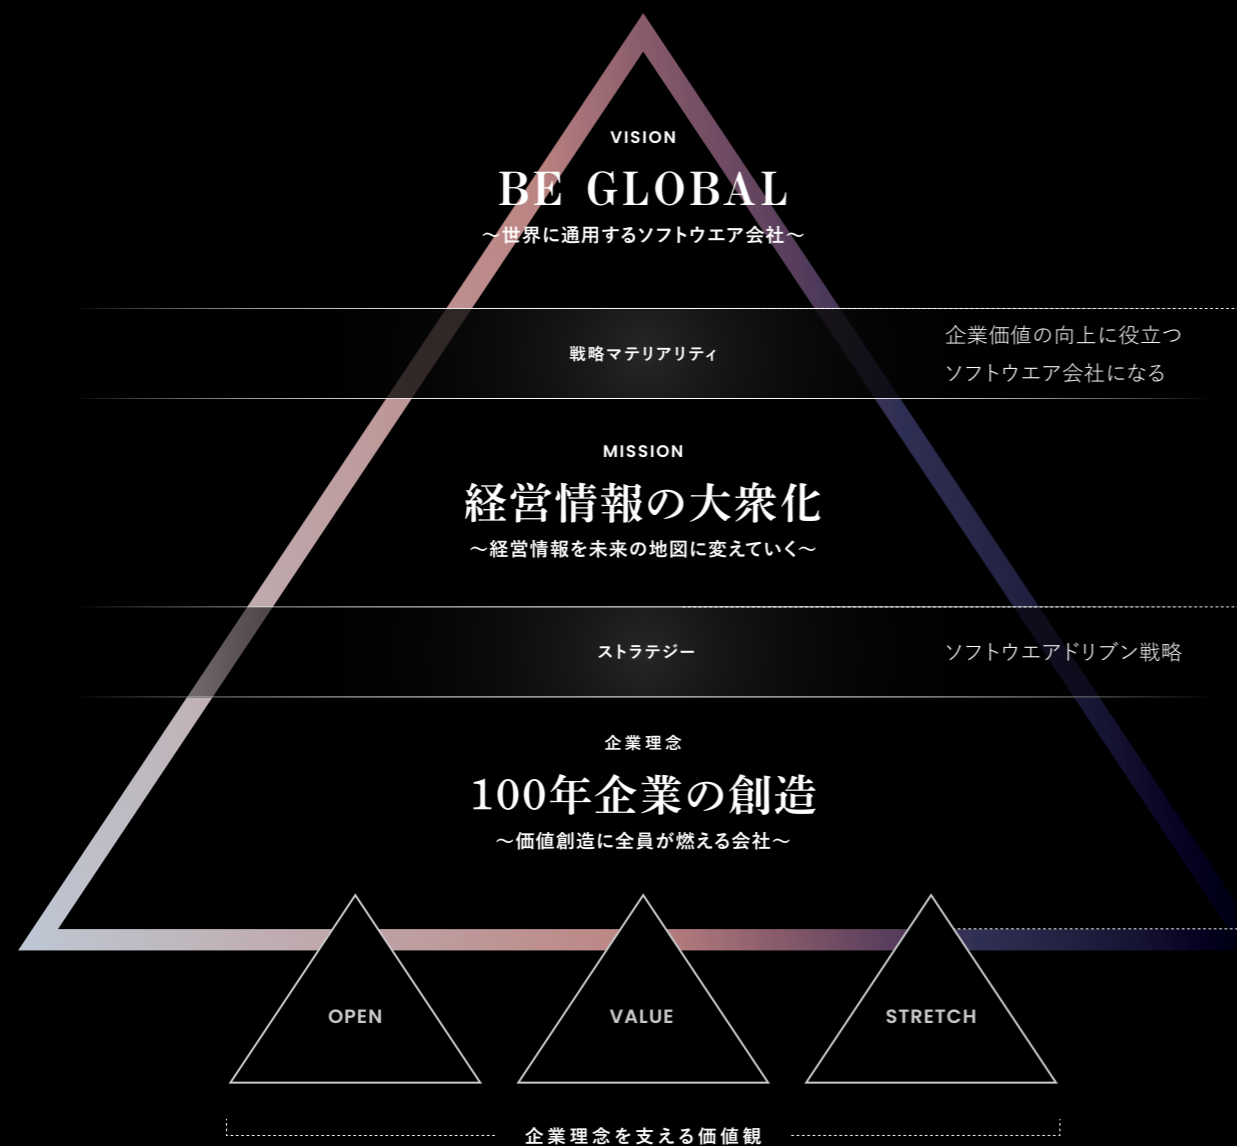 VISION
BE GLOBAL
～世界に通用するソフトウエア会社～
戦略マテリアリティ
企業価値の向上に役立つ
ソフトウエア会社になる
MISSION
経営情報の大衆化
～経営情報を未来の地図に変えていく～
ストラテジー
ソフトウエアドリブン戦略
企業理念
100年企業の創造
～価値創造に全員が燃える会社～
OPEN
VALUE
STRETCH
企業理念を支える価値観